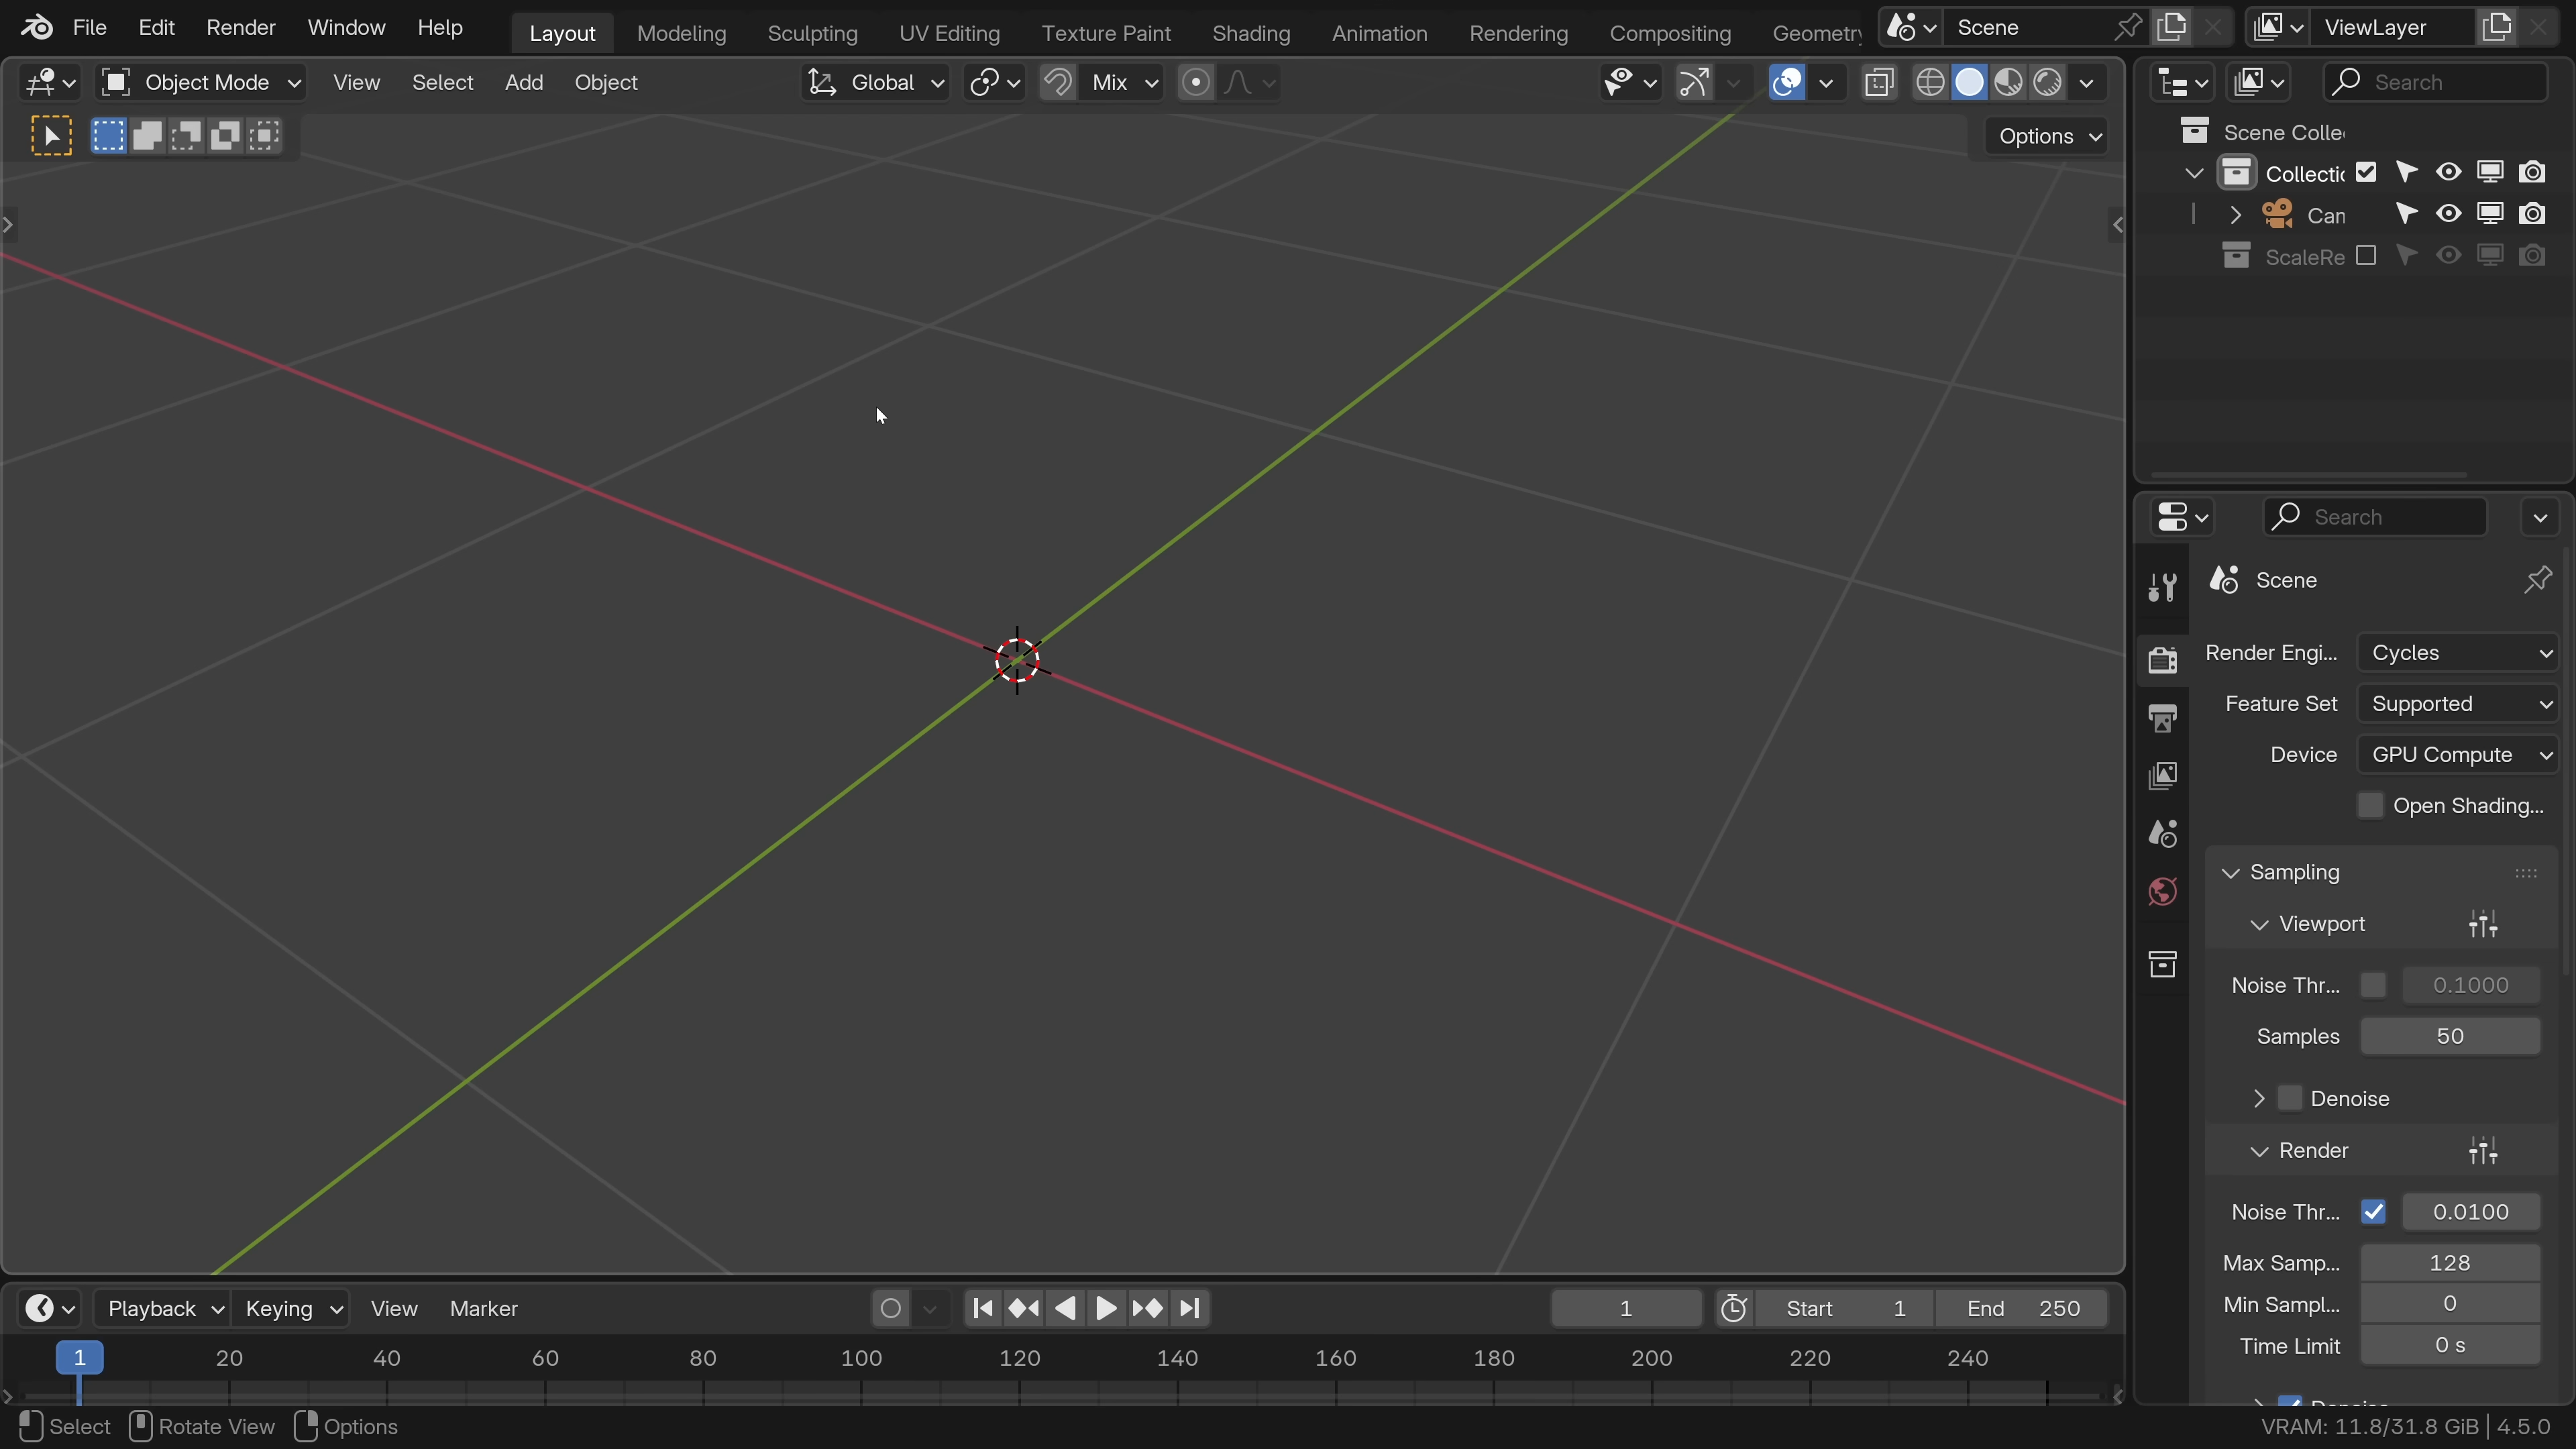 File Edit Render Window Help Layout Modeling Sculpting UV Editing Texture Paint Shading Animation Rendering Compositing Geometry Scene ViewLayer
Object Mode View Select Add Object Global Mix
Options
Search
Scene Colle
Collectic
Can
ScaleRe
Search
Scene
Render Engi... Cycles
Feature Set Supported
Device GPU Compute
Open Shading...
Sampling
Viewport
Noise Thr... 0.1000
Samples 50
Denoise
Render
Noise Thr... 0.0100
Max Samp... 128
Min Sampl... 0
Time Limit 0 s
Playback Keying View Marker 1 Start 1 End 250
1 20 40 60 80 100 120 140 160 180 200 220 240
Select Rotate View Options VRAM: 11.8/31.8 GiB | 4.5.0